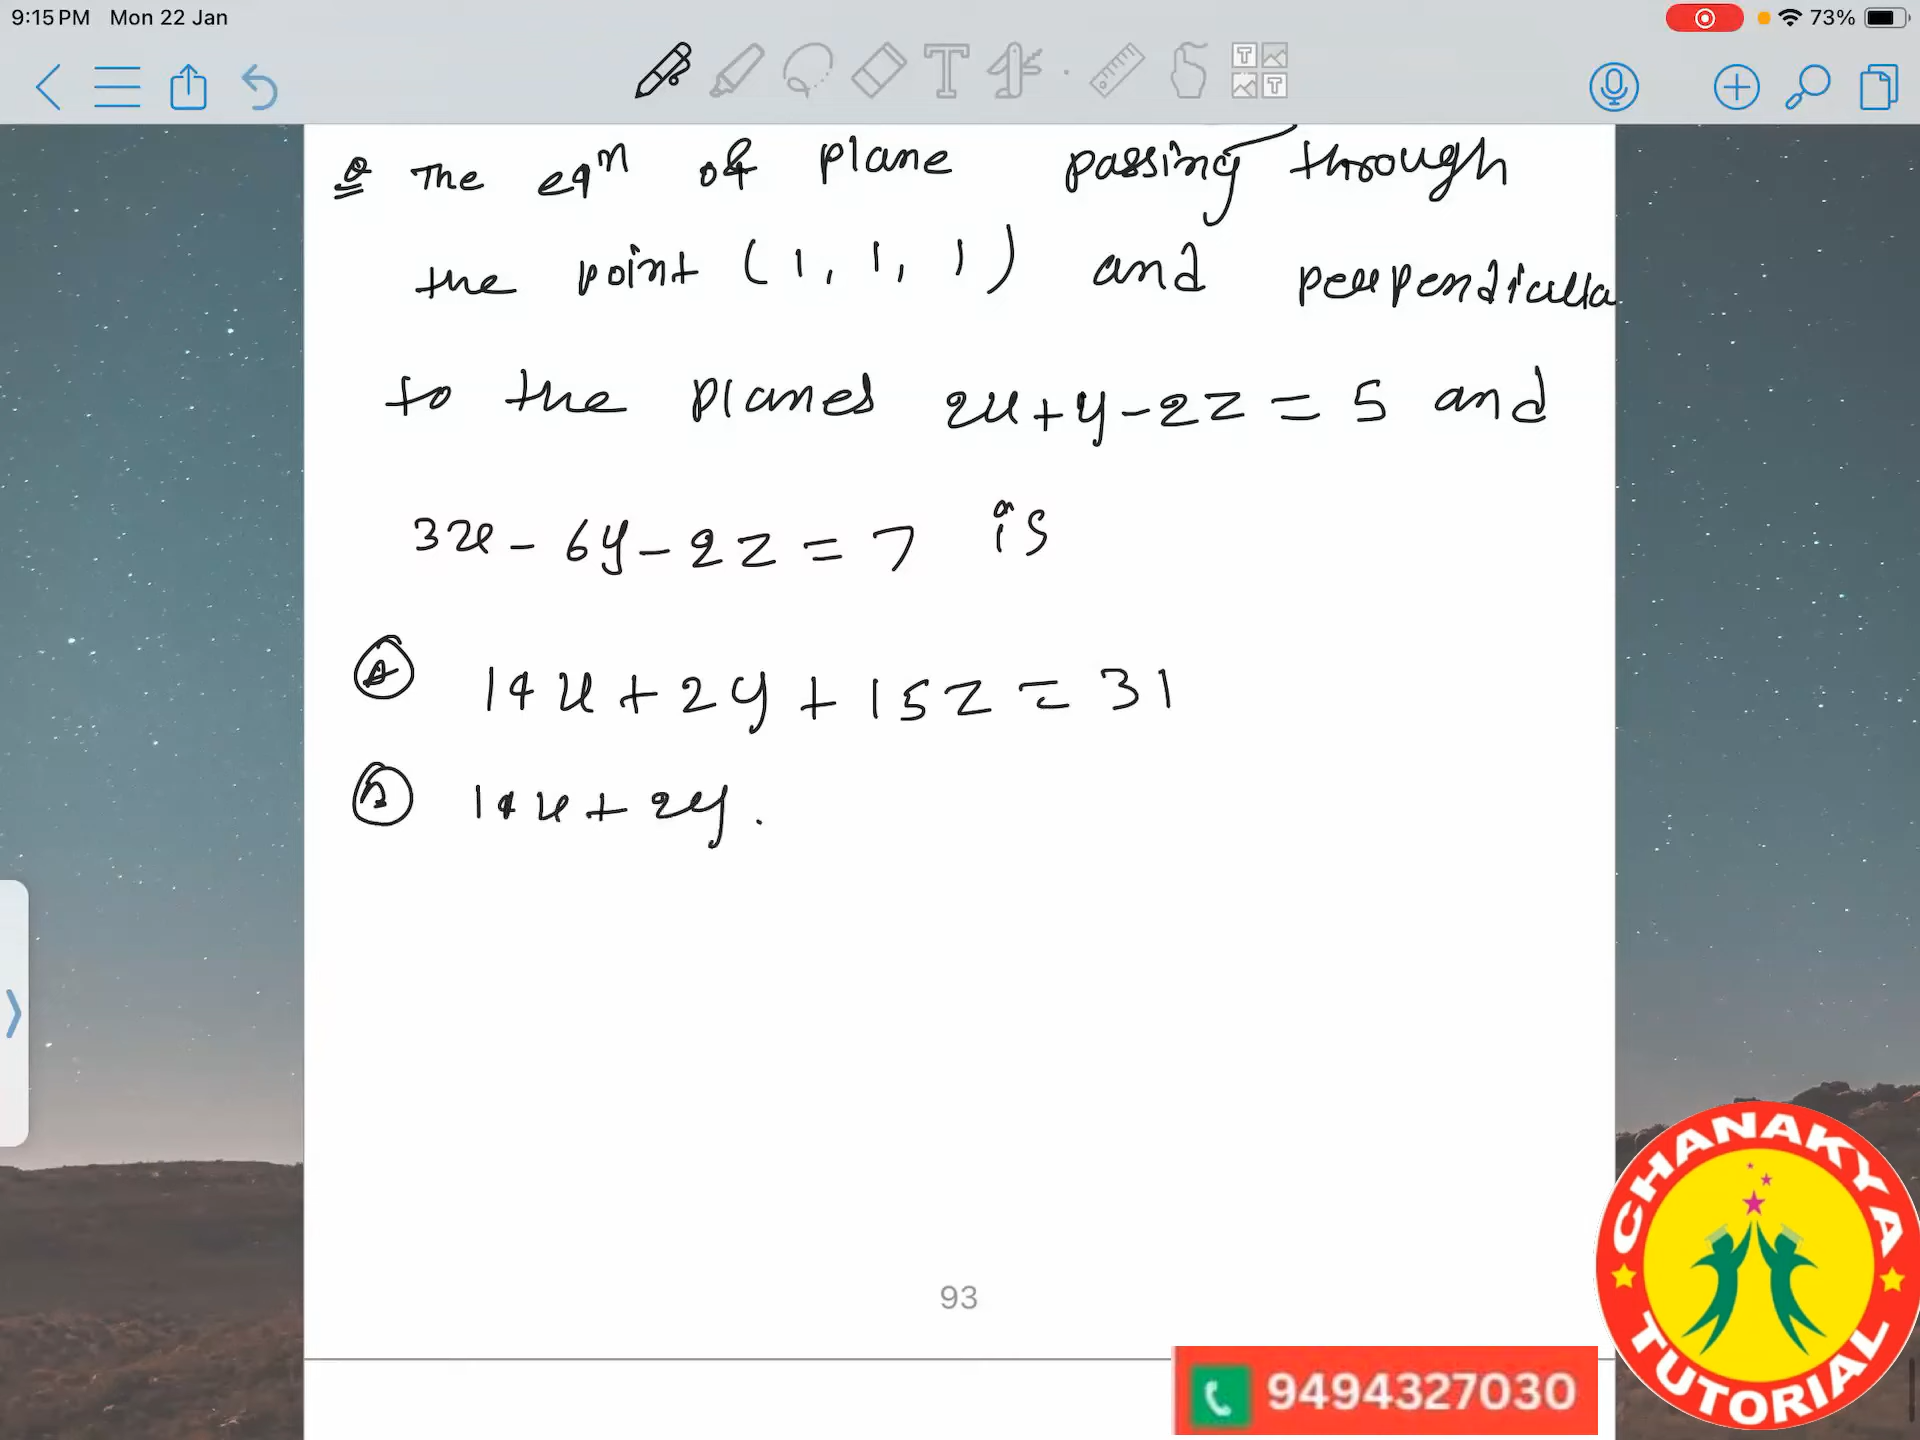 9:15 PM Mon 22 Jan
73%
Q The eqn of plane passing through
the point (1, 1, 1) and perpendicula
to the planes 2x+y-2z = 5 and
3x - 6y - 2z = 7 is
A 14x + 2y + 15z = 31
B 14x + 2y .
93
CHANAKYA
TUTORIAL
9494327030